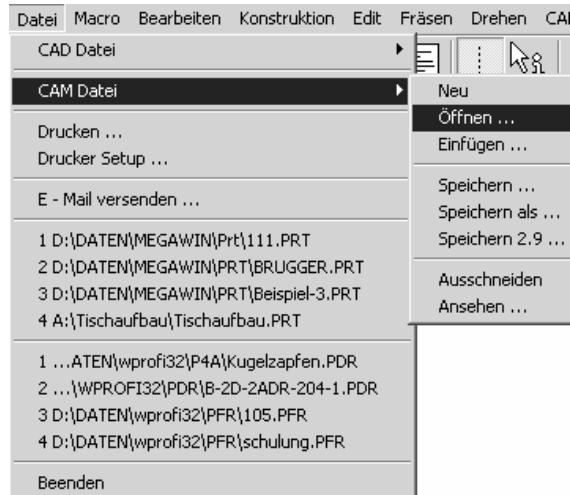 Datei Macro Bearbeiten Konstruktion Edit Fräsen Drehen
CAD Datei
CAM Datei
Drucken ...
Drucker Setup ...
E - Mail versenden ...
1 D:\DATEN\MEGAWIN\Prt\111.PRT
2 D:\DATEN\MEGAWIN\PRT\BRUGGER.PRT
3 D:\DATEN\MEGAWIN\PRT\Beispiel-3.PRT
4 A:\Tischaufbau\Tischaufbau.PRT
1 ...ATEN\wprofi32\P4A\Kugelzapfen.PDR
2 ...\WPROFI32\PDR\B-2D-2ADR-204-1.PDR
3 D:\DATEN\wprofi32\PFR\105.PFR
4 D:\DATEN\wprofi32\PFR\schulung.PFR
Beenden
Neu
Öffnen ...
Einfügen ...
Speichern ...
Speichern als ...
Speichern 2.9 ...
Ausschneiden
Ansehen ...